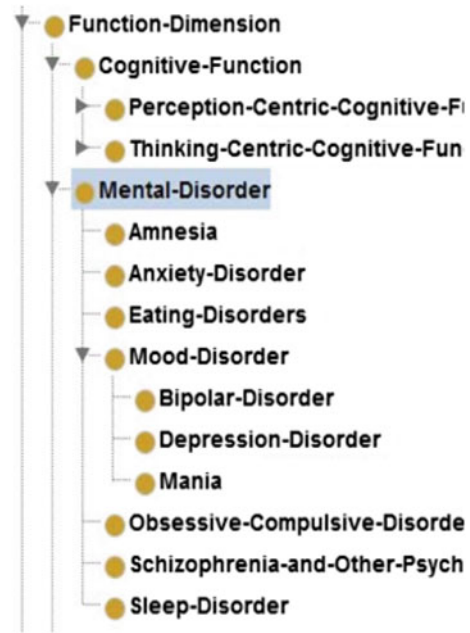 Function-Dimension
Cognitive-Function
Perception-Centric-Cognitive-Fu
Thinking-Centric-Cognitive-Fun
Mental-Disorder
Amnesia
Anxiety-Disorder
Eating-Disorders
Mood-Disorder
Bipolar-Disorder
Depression-Disorder
Mania
Obsessive-Compulsive-Disorde
Schizophrenia-and-Other-Psych
Sleep-Disorder